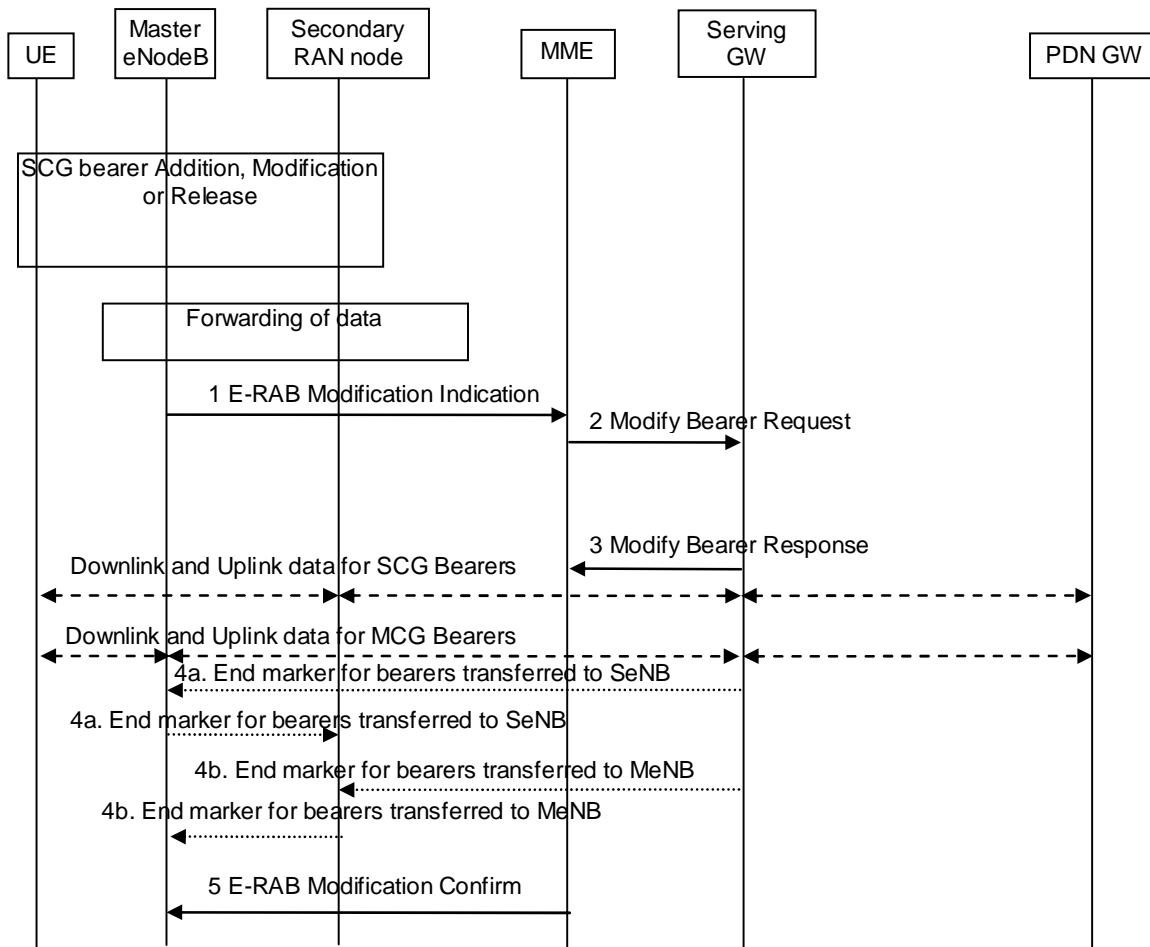 UE
Master
eNodeB
Secondary
RAN node
MME
Serving
GW
PDN GW
SCG bearer Addition, Modification
or Release
Forwarding of data
1 E-RAB Modification Indication
2 Modify Bearer Request
3 Modify Bearer Response
Downlink and Uplink data for SCG Bearers
Downlink and Uplink data for MCG Bearers
4a. End marker for bearers transferred to SeNB
4a. End marker for bearers transferred to SeNB
4b. End marker for bearers transferred to MeNB
4b. End marker for bearers transferred to MeNB
5 E-RAB Modification Confirm